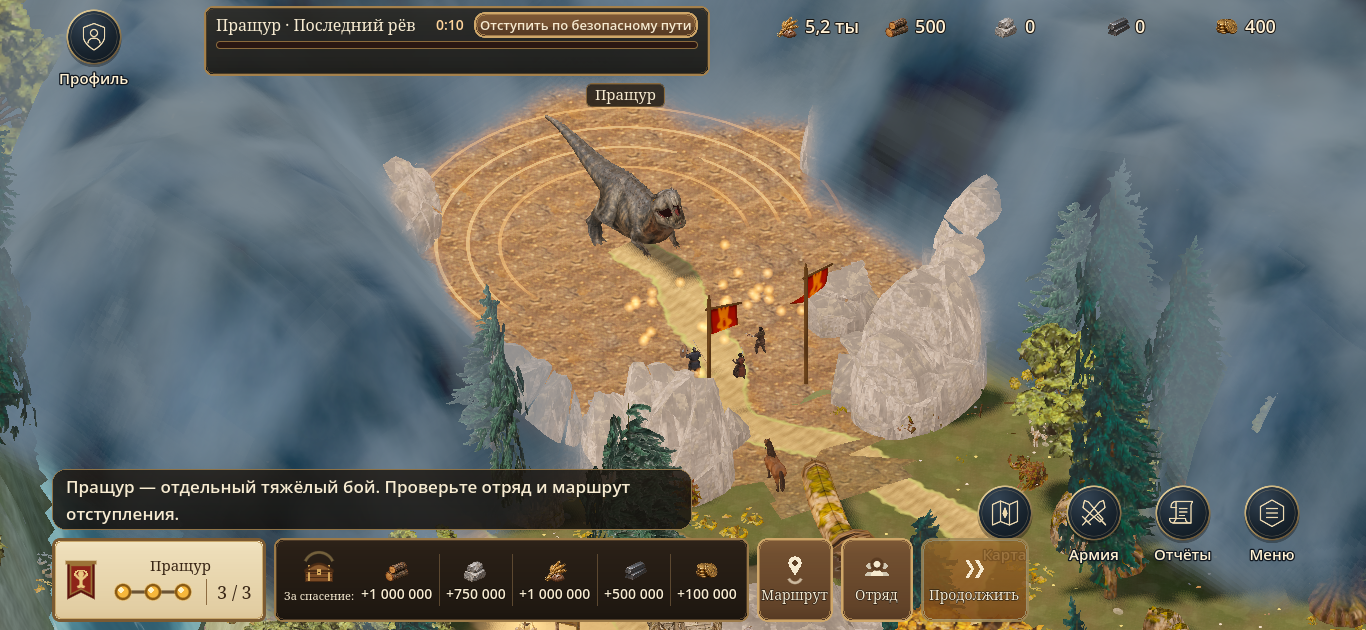 Пращур · Последний рёв
0:10
Отступить по безопасному пути
5,2 ты
500
0
0
400
Профиль
Пращур
Пращур — отдельный тяжёлый бой. Проверьте отряд и маршрут
отступления.
Карта
Армия
Отчёты
Меню
Пращур
3 / 3
За спасение:
+1 000 000
+750 000
+1 000 000
+500 000
+100 000
Маршрут
Отряд
Продолжить